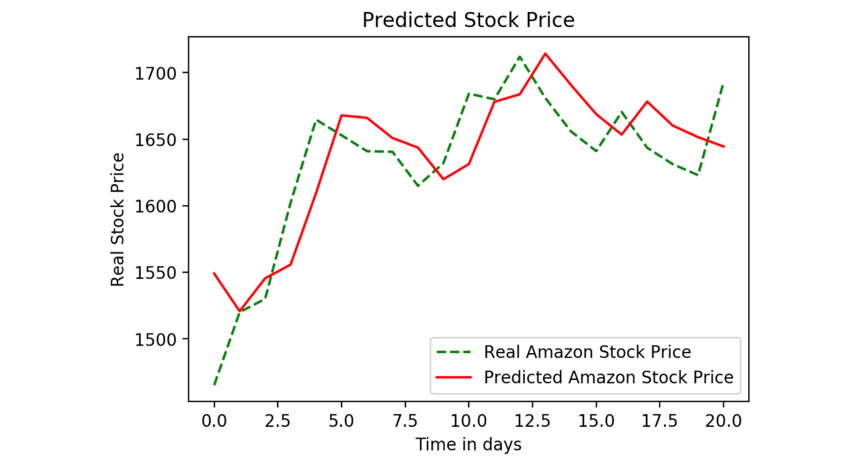 Predicted Stock Price
Real Stock Price
1700
1650
1600
1550
1500
Real Amazon Stock Price
Predicted Amazon Stock Price
0.0 2.5 5.0 7.5 10.0 12.5 15.0 17.5 20.0
Time in days